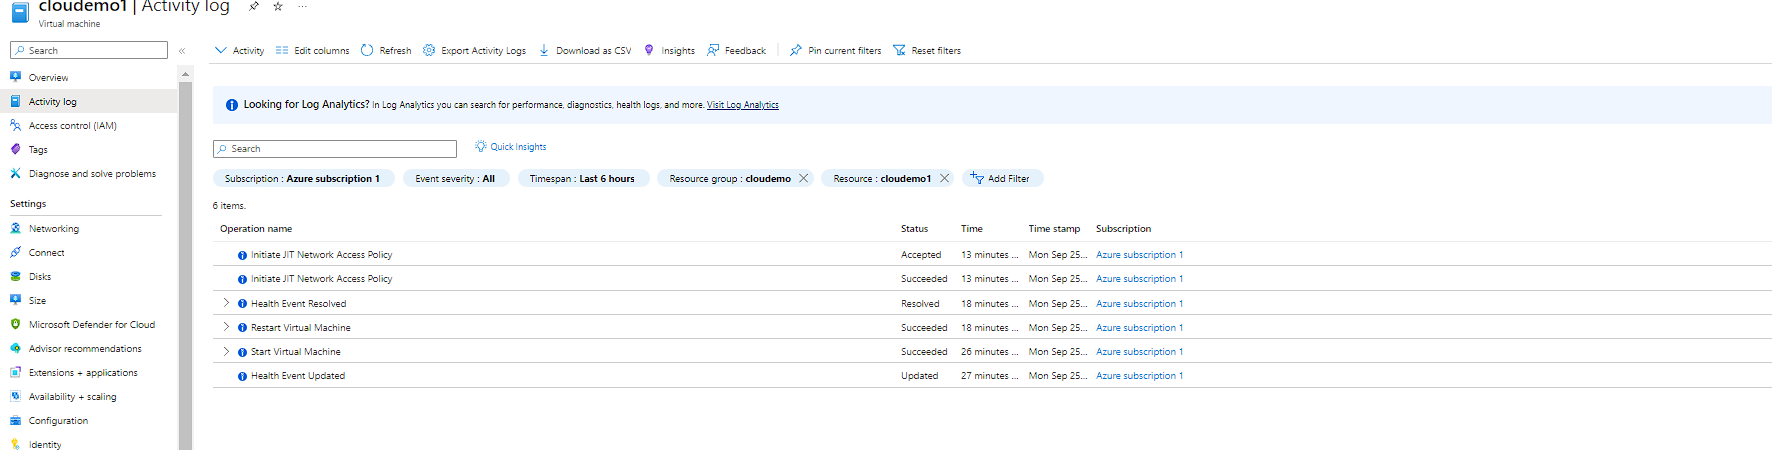 cloudemo1 | Activity log ...
Virtual machine
Search «
Activity Edit columns Refresh Export Activity Logs Download as CSV Insights Feedback Pin current filters Reset filters
Overview
Activity log
Access control (IAM)
Tags
Diagnose and solve problems
Settings
Networking
Connect
Disks
Size
Microsoft Defender for Cloud
Advisor recommendations
Extensions + applications
Availability + scaling
Configuration
Identity
Looking for Log Analytics? In Log Analytics you can search for performance, diagnostics, health logs, and more. Visit Log Analytics
Search Quick Insights
Subscription : Azure subscription 1 Event severity : All Timespan : Last 6 hours Resource group : cloudemo Resource : cloudemo1 Add Filter
6 items.
Operation name Status Time Time stamp Subscription
Initiate JIT Network Access Policy Accepted 13 minutes ... Mon Sep 25... Azure subscription 1
Initiate JIT Network Access Policy Succeeded 13 minutes ... Mon Sep 25... Azure subscription 1
Health Event Resolved Resolved 18 minutes ... Mon Sep 25... Azure subscription 1
Restart Virtual Machine Succeeded 18 minutes ... Mon Sep 25... Azure subscription 1
Start Virtual Machine Succeeded 26 minutes ... Mon Sep 25... Azure subscription 1
Health Event Updated Updated 27 minutes ... Mon Sep 25... Azure subscription 1